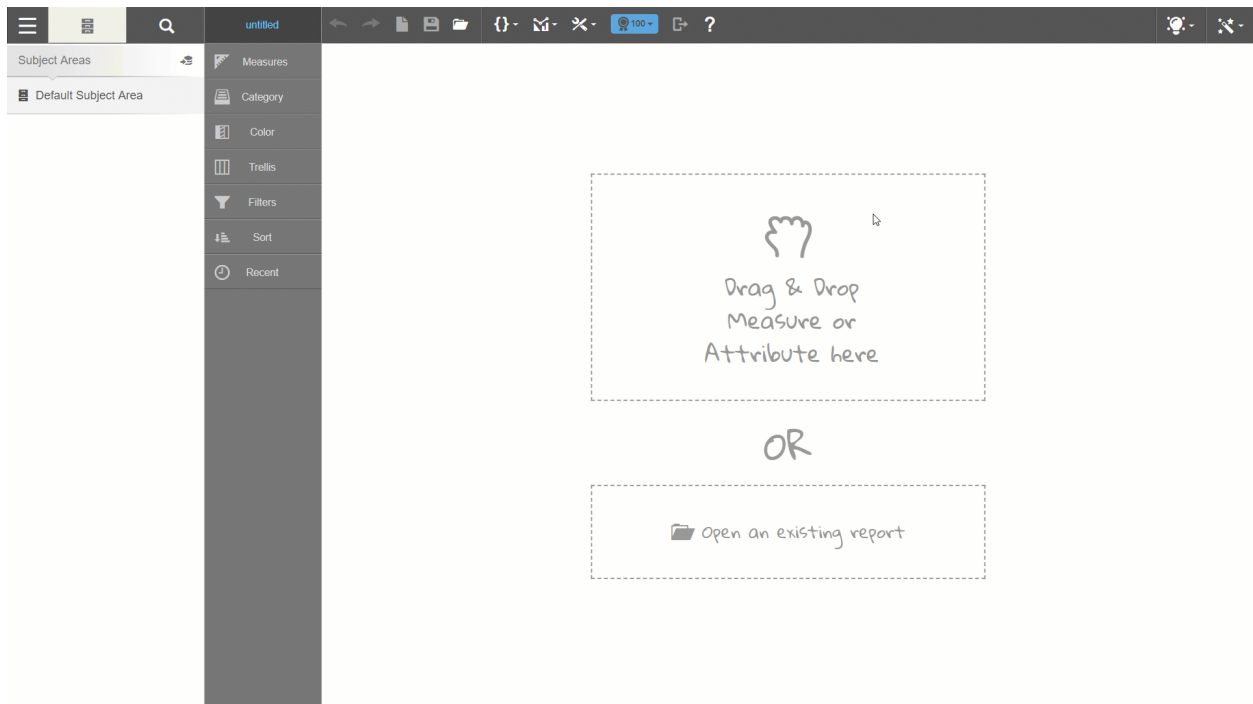 untitled
{}
100
?
Subject Areas
Default Subject Area
Measures
Category
Color
Trellis
Filters
Sort
Recent
Drag & Drop
Measure or
Attribute here
OR
Open an existing report